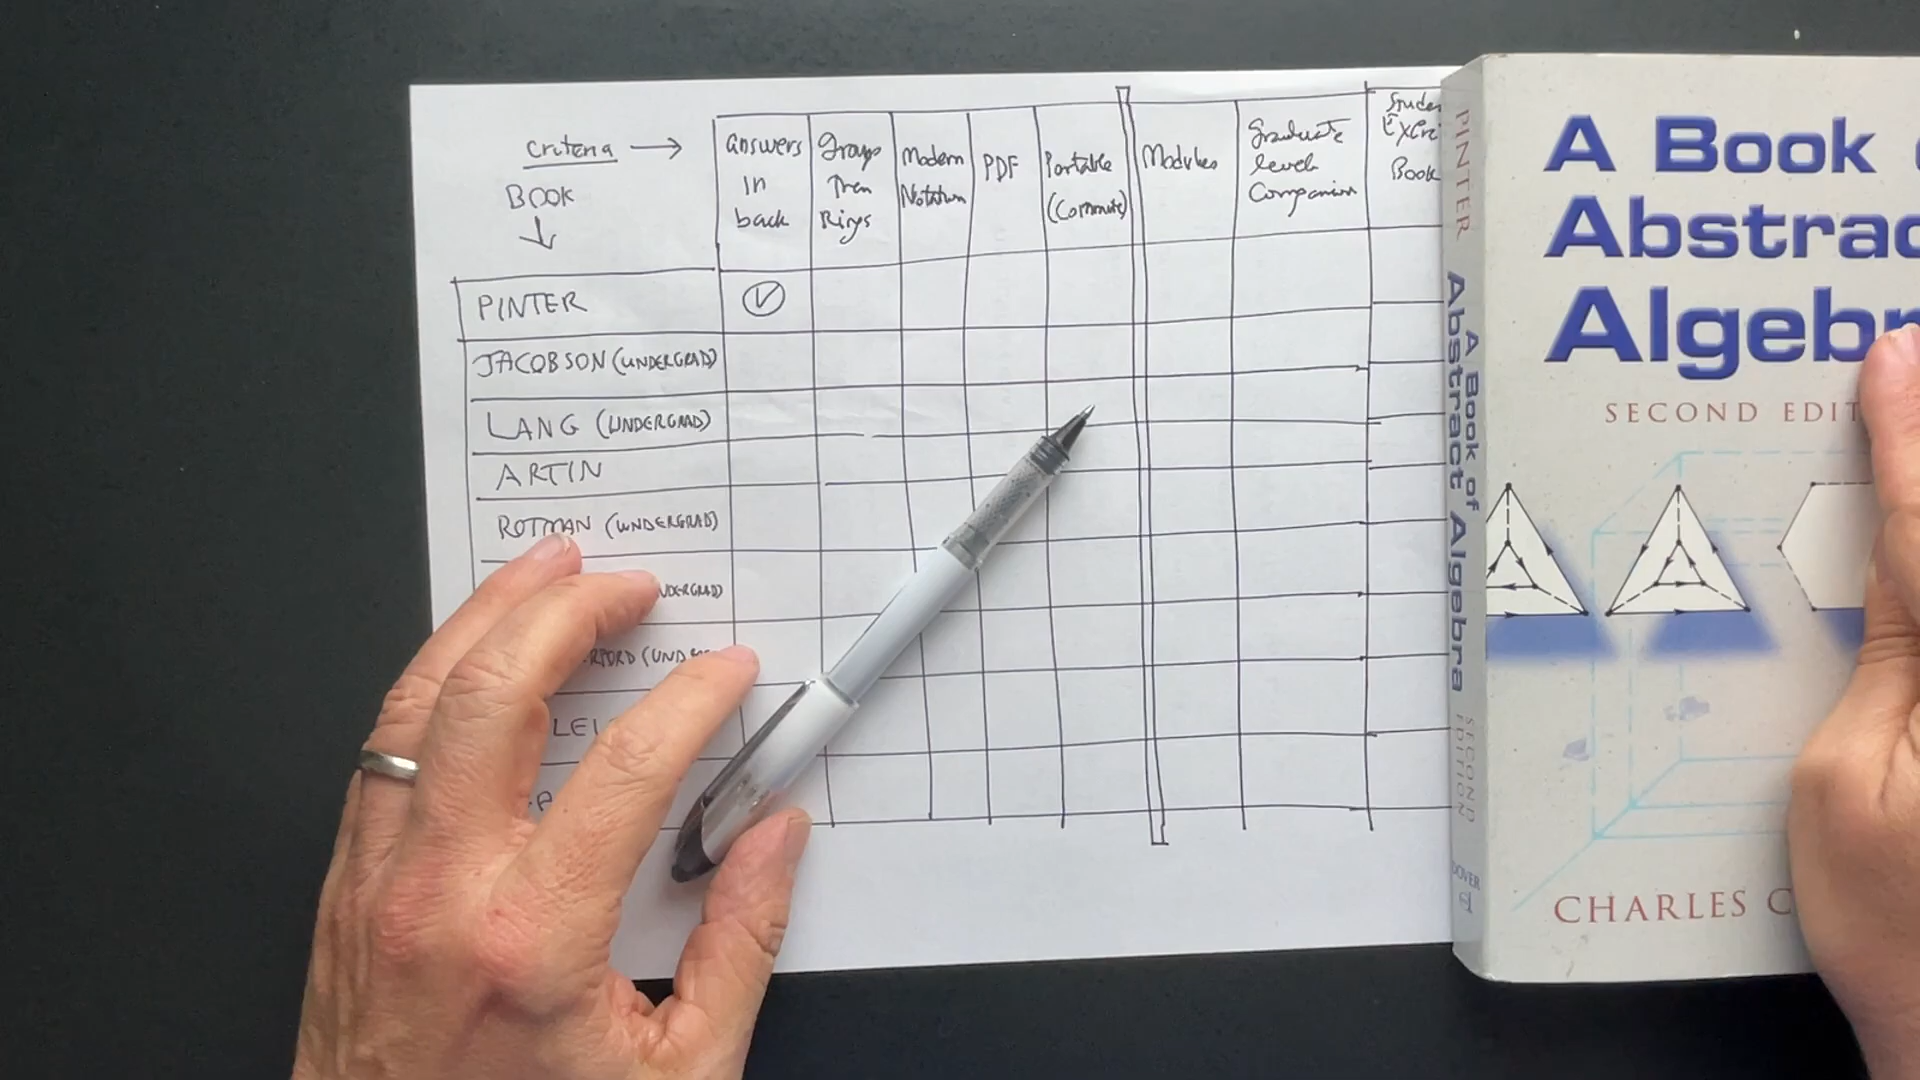 Criteria →
BOOK
↓
answers
in
back
Groups
Then
Rings
Modern
Notation
PDF
Portable
(Commute)
Modules
Graduate
level
Companion
Book
PINTER
JACOBSON (UNDERGRAD)
LANG (UNDERGRAD)
ARTIN
ROTMAN (UNDERGRAD)
PINTER
A Book of
Abstract Algebra
SECOND
EDITION
DOVER
A Book
Abstrac
Algeb
SECOND EDIT
CHARLES C